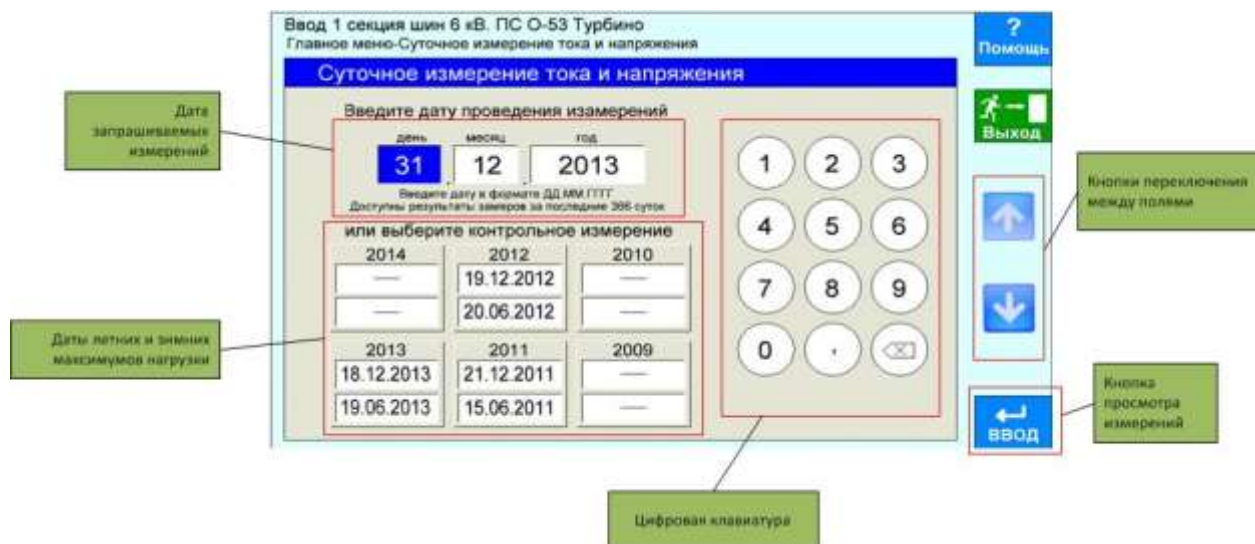 Ввод 1 секция шин 6 кВ. ПС О-53 Турбино
Главное меню-Суточное измерение тока и напряжения
?
Помощь
Суточное измерение тока и напряжения
Выход
Дата
запрашиваемых
измерений
Введите дату проведения изамерений
день месяц год
31 . 12 . 2013
Введите дату в формате ДД.ММ.ГГГГ
Доступны результаты замеров за последние 366 суток
или выберите контрольное измерение
2014 2012 2010
— 19.12.2012 —
— 20.06.2012 —
2013 2011 2009
18.12.2013 21.12.2011 —
19.06.2013 15.06.2011 —
1 2 3
4 5 6
7 8 9
0 ,
Кнопки переключения
между полями
Даты летних и зимних
максимумов нагрузки
ВВОД
Кнопка
просмотра
измерений
Цифровая клавиатура